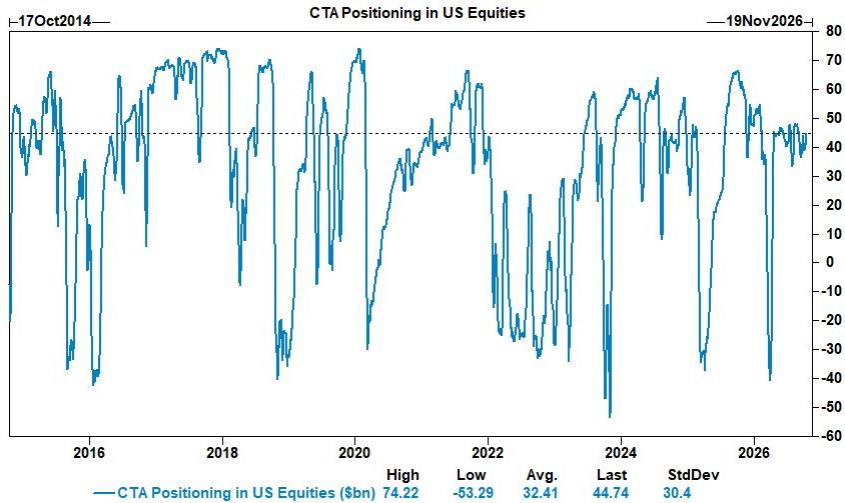 CTA Positioning in US Equities
17Oct2014
19Nov2026
80
70
60
50
40
30
20
10
0
-10
-20
-30
-40
-50
-60
2016 2018 2020 2022 2024 2026
High Low Avg. Last StdDev
CTA Positioning in US Equities ($bn) 74.22 -53.29 32.41 44.74 30.4